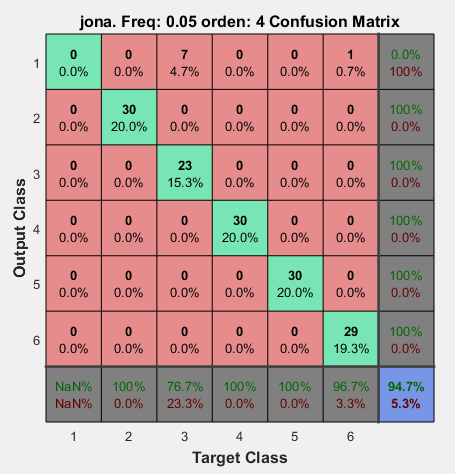 jona. Freq: 0.05 orden: 4 Confusion Matrix
1 0 0 7 0 0 1 0.0%
0.0% 0.0% 4.7% 0.0% 0.0% 0.7% 100%
2 0 30 0 0 0 0 100%
0.0% 20.0% 0.0% 0.0% 0.0% 0.0% 0.0%
3 0 0 23 0 0 0 100%
0.0% 0.0% 15.3% 0.0% 0.0% 0.0% 0.0%
4 0 0 0 30 0 0 100%
0.0% 0.0% 0.0% 20.0% 0.0% 0.0% 0.0%
5 0 0 0 0 30 0 100%
0.0% 0.0% 0.0% 0.0% 20.0% 0.0% 0.0%
6 0 0 0 0 0 29 100%
0.0% 0.0% 0.0% 0.0% 0.0% 19.3% 0.0%
NaN% 100% 76.7% 100% 100% 96.7% 94.7%
NaN% 0.0% 23.3% 0.0% 0.0% 3.3% 5.3%
1 2 3 4 5 6
Target Class
Output Class